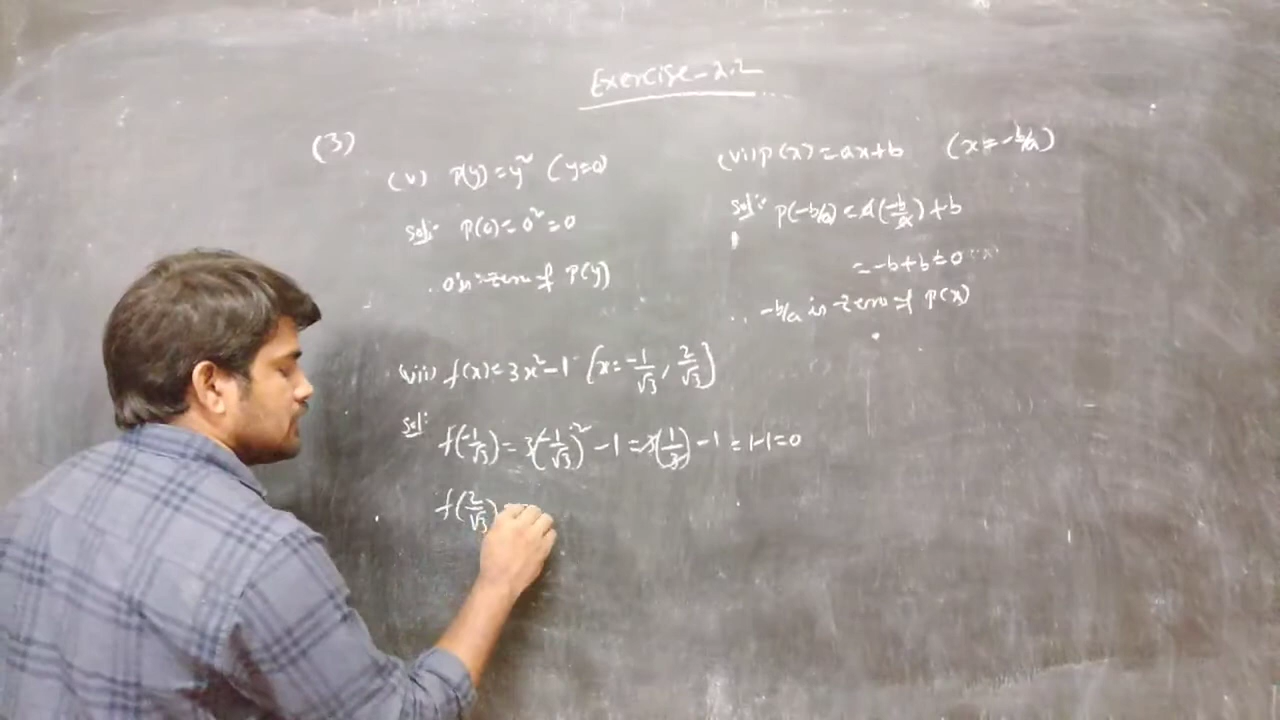 Exercise-2.2
(3)
(v) P(y) = y² (y=0)
Sol:- P(0) = 0² = 0
0 is zero of P(y)
(vi) P(x) = ax+b (x = -b/a)
Sol:- P(-b/a) = a(-b/a) + b
= -b+b = 0
∴ -b/a is zero of P(x)
(vii) f(x) = 3x²-1 [x = -1/√3, 2/√3]
Sol:-
f(-1/√3) = 3(-1/√3)² - 1 = 3(1/3) - 1 = 1-1 = 0
f(2/√3)